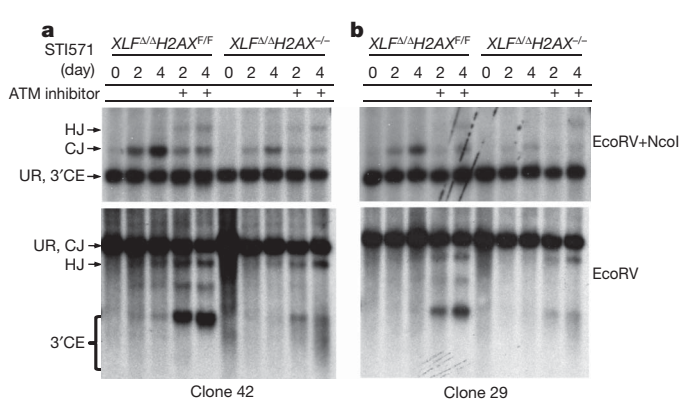 a b
STI571 XLFΔ/ΔH2AXF/F XLFΔ/ΔH2AX–/– XLFΔ/ΔH2AXF/F XLFΔ/ΔH2AX–/–
(day) 0 2 4 2 4 0 2 4 2 4 0 2 4 2 4 0 2 4 2 4
ATM inhibitor + + + + + + + +
HJ
CJ EcoRV+NcoI
UR, 3′CE
UR, CJ
HJ EcoRV
3′CE
Clone 42 Clone 29